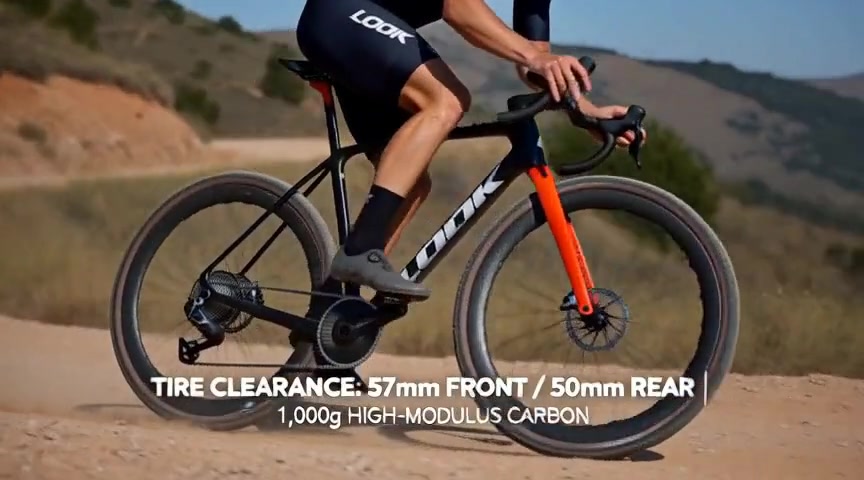 LOOK
LOOK
TIRE CLEARANCE: 57mm FRONT / 50mm REAR |
1,000g HIGH-MODULUS CARBON